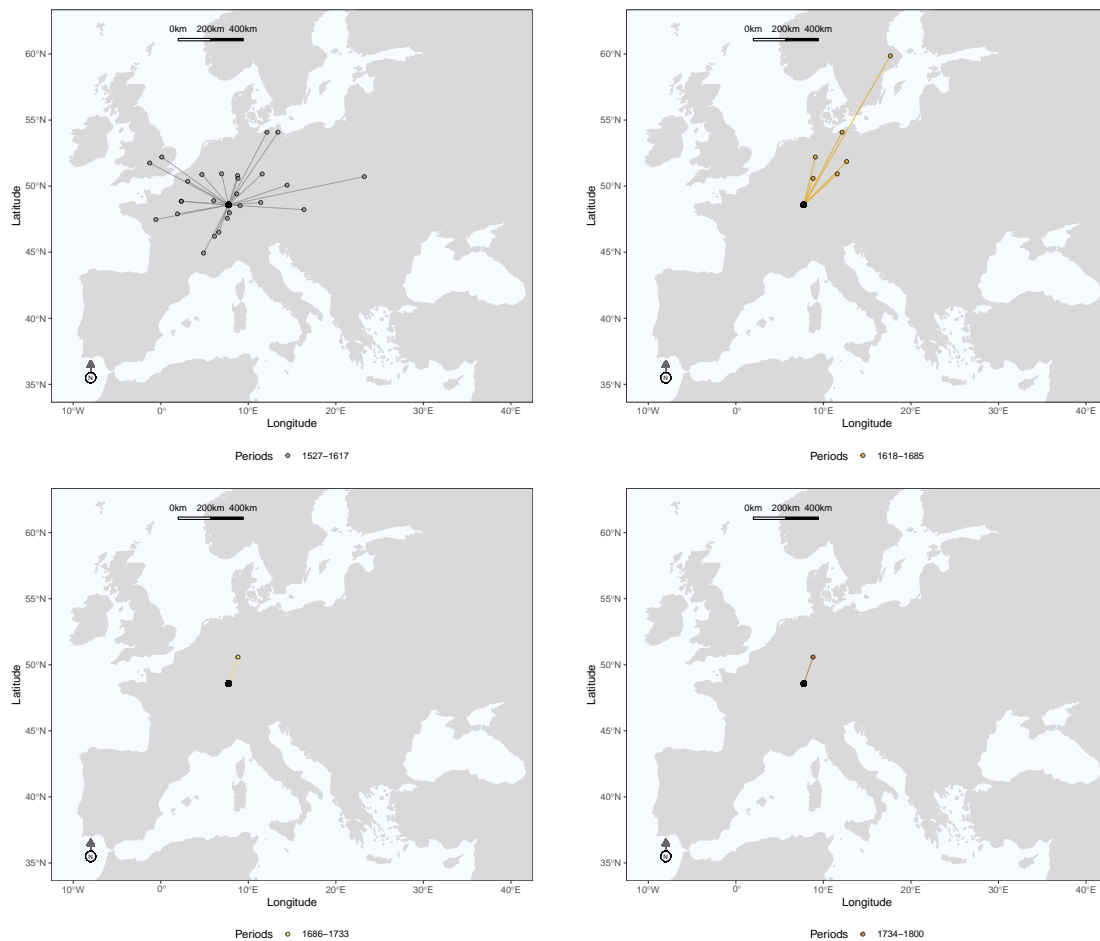 0km 200km 400km
60°N
55°N
50°N
45°N
40°N
35°N
Latitude
N
10°W 0° 10°E 20°E 30°E 40°E
Longitude
Periods 1527–1617
0km 200km 400km
60°N
55°N
50°N
45°N
40°N
35°N
Latitude
N
10°W 0° 10°E 20°E 30°E 40°E
Longitude
Periods 1618–1685
0km 200km 400km
60°N
55°N
50°N
45°N
40°N
35°N
Latitude
N
10°W 0° 10°E 20°E 30°E 40°E
Longitude
Periods 1686–1733
0km 200km 400km
60°N
55°N
50°N
45°N
40°N
35°N
Latitude
N
10°W 0° 10°E 20°E 30°E 40°E
Longitude
Periods 1734–1800